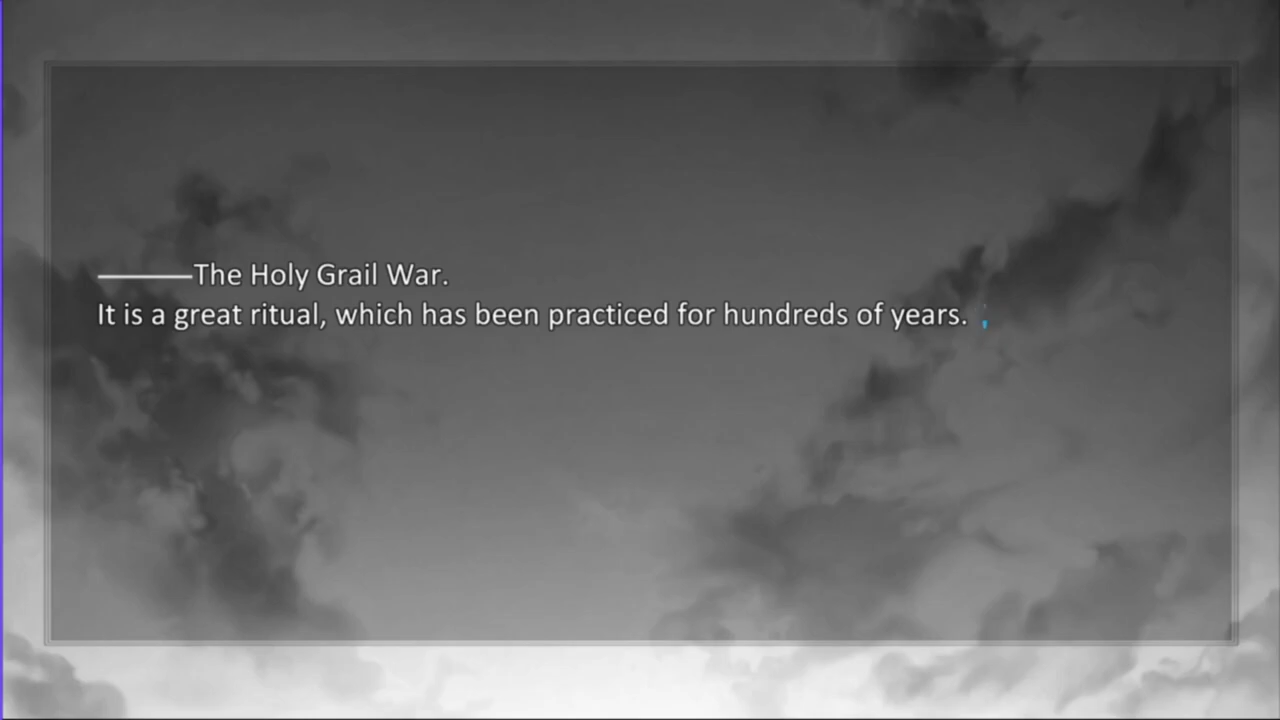 ―――The Holy Grail War.
It is a great ritual, which has been practiced for hundreds of years.